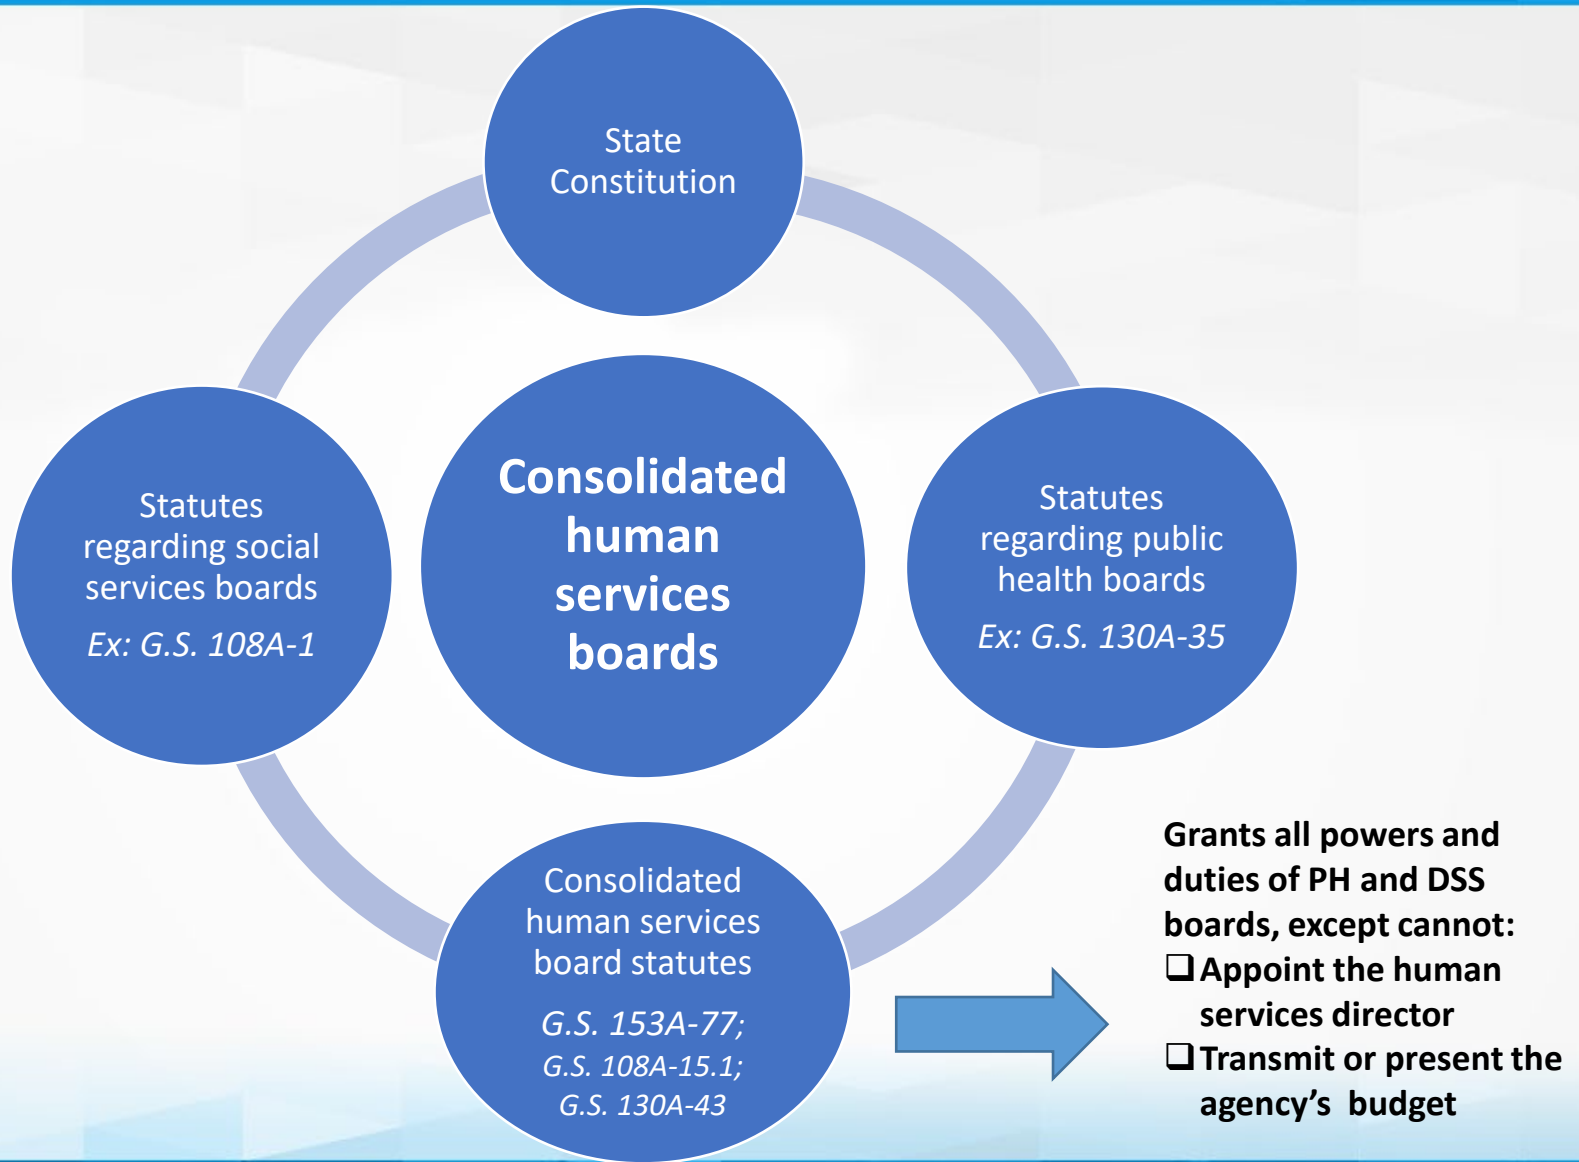 State
Constitution
Consolidated
human
services
boards
Statutes
regarding social
services boards
Ex: G.S. 108A-1
Statutes
regarding public
health boards
Ex: G.S. 130A-35
Consolidated
human services
board statutes
G.S. 153A-77;
G.S. 108A-15.1;
G.S. 130A-43
Grants all powers and
duties of PH and DSS
boards, except cannot:
❑Appoint the human
services director
❑Transmit or present the
agency’s  budget